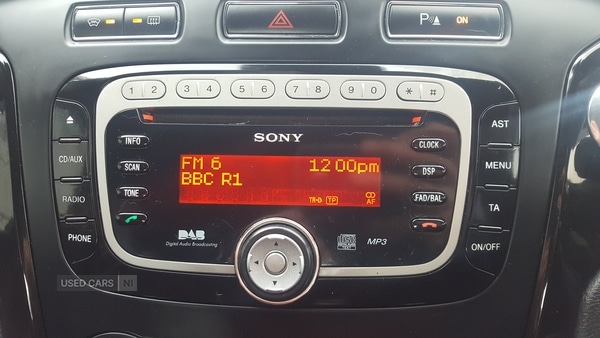 P ON
1 2 3 4 5 6 7 8 9 0 * #
SONY
CD/AUX
RADIO
PHONE
INFO
SCAN
TONE
FM 6 12:00pm
BBC R1
TA-D TP AF
CLOCK
DSP
FAD/BAL
AST
MENU
TA
ON/OFF
DAB
Digital Audio Broadcasting
MP3
USED CARS NI